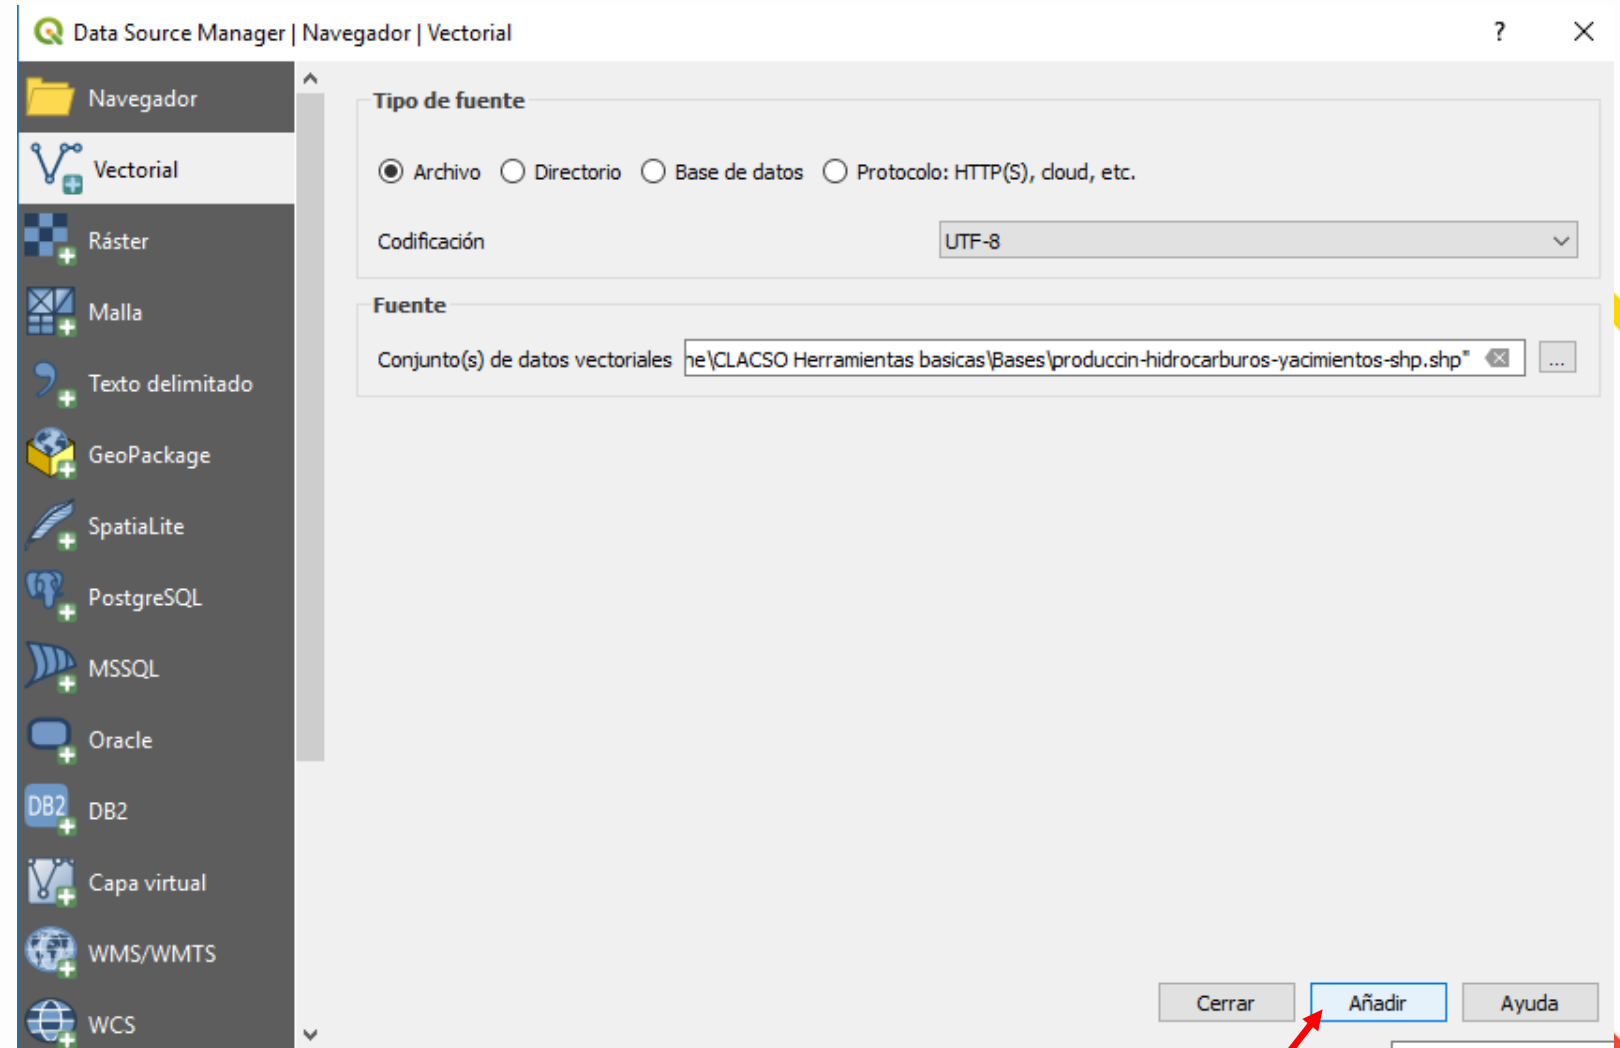 Data Source Manager | Navegador | Vectorial
?
Navegador
Vectorial
Ráster
Malla
Texto delimitado
GeoPackage
SpatiaLite
PostgreSQL
MSSQL
Oracle
DB2
DB2
Capa virtual
WMS/WMTS
WCS
Tipo de fuente
Archivo Directorio Base de datos Protocolo: HTTP(S), cloud, etc.
Codificación UTF-8
Fuente
Conjunto(s) de datos vectoriales ne\CLACSO Herramientas basicas\Bases\produccin-hidrocarburos-yacimientos-shp.shp" ...
Cerrar Añadir Ayuda